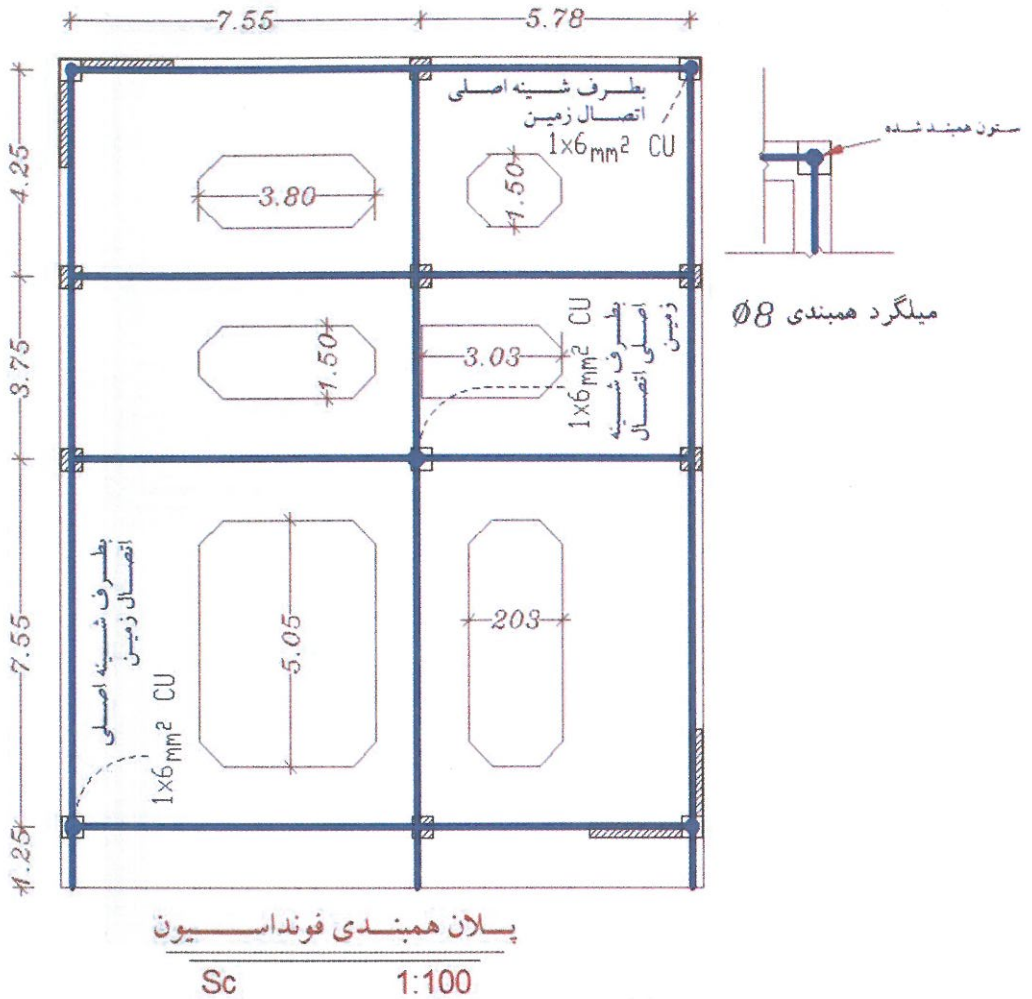 7.55
5.78
4.25
3.75
7.55
1.25
بطرف شینه اصلی
اتصال زمین
1x6mm² CU
3.80
1.50
ستون همبند شده
میلگرد همبندی Ø8
1.50
3.03
1x6mm² CU
بطرف شینه
اصلی اتصال
زمین
5.05
203
بطرف شینه اصلی
اتصال زمین
1x6mm² CU
پلان همبندی فونداسیون
Sc 1:100